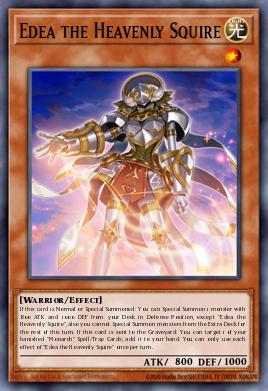 Edea the Heavenly Squire
光
[Warrior/Effect]
If this card is Normal or Special Summoned: You can Special Summon 1 monster with
800 ATK and 1000 DEF from your Deck in Defense Position, except "Edea the
Heavenly Squire", also you cannot Special Summon monsters from the Extra Deck for
the rest of this turn. If this card is sent to the Graveyard: You can target 1 of your
banished "Monarch" Spell/Trap Cards; add it to your hand. You can only use each
effect of "Edea the Heavenly Squire" once per turn.
ATK/ 800 DEF/1000